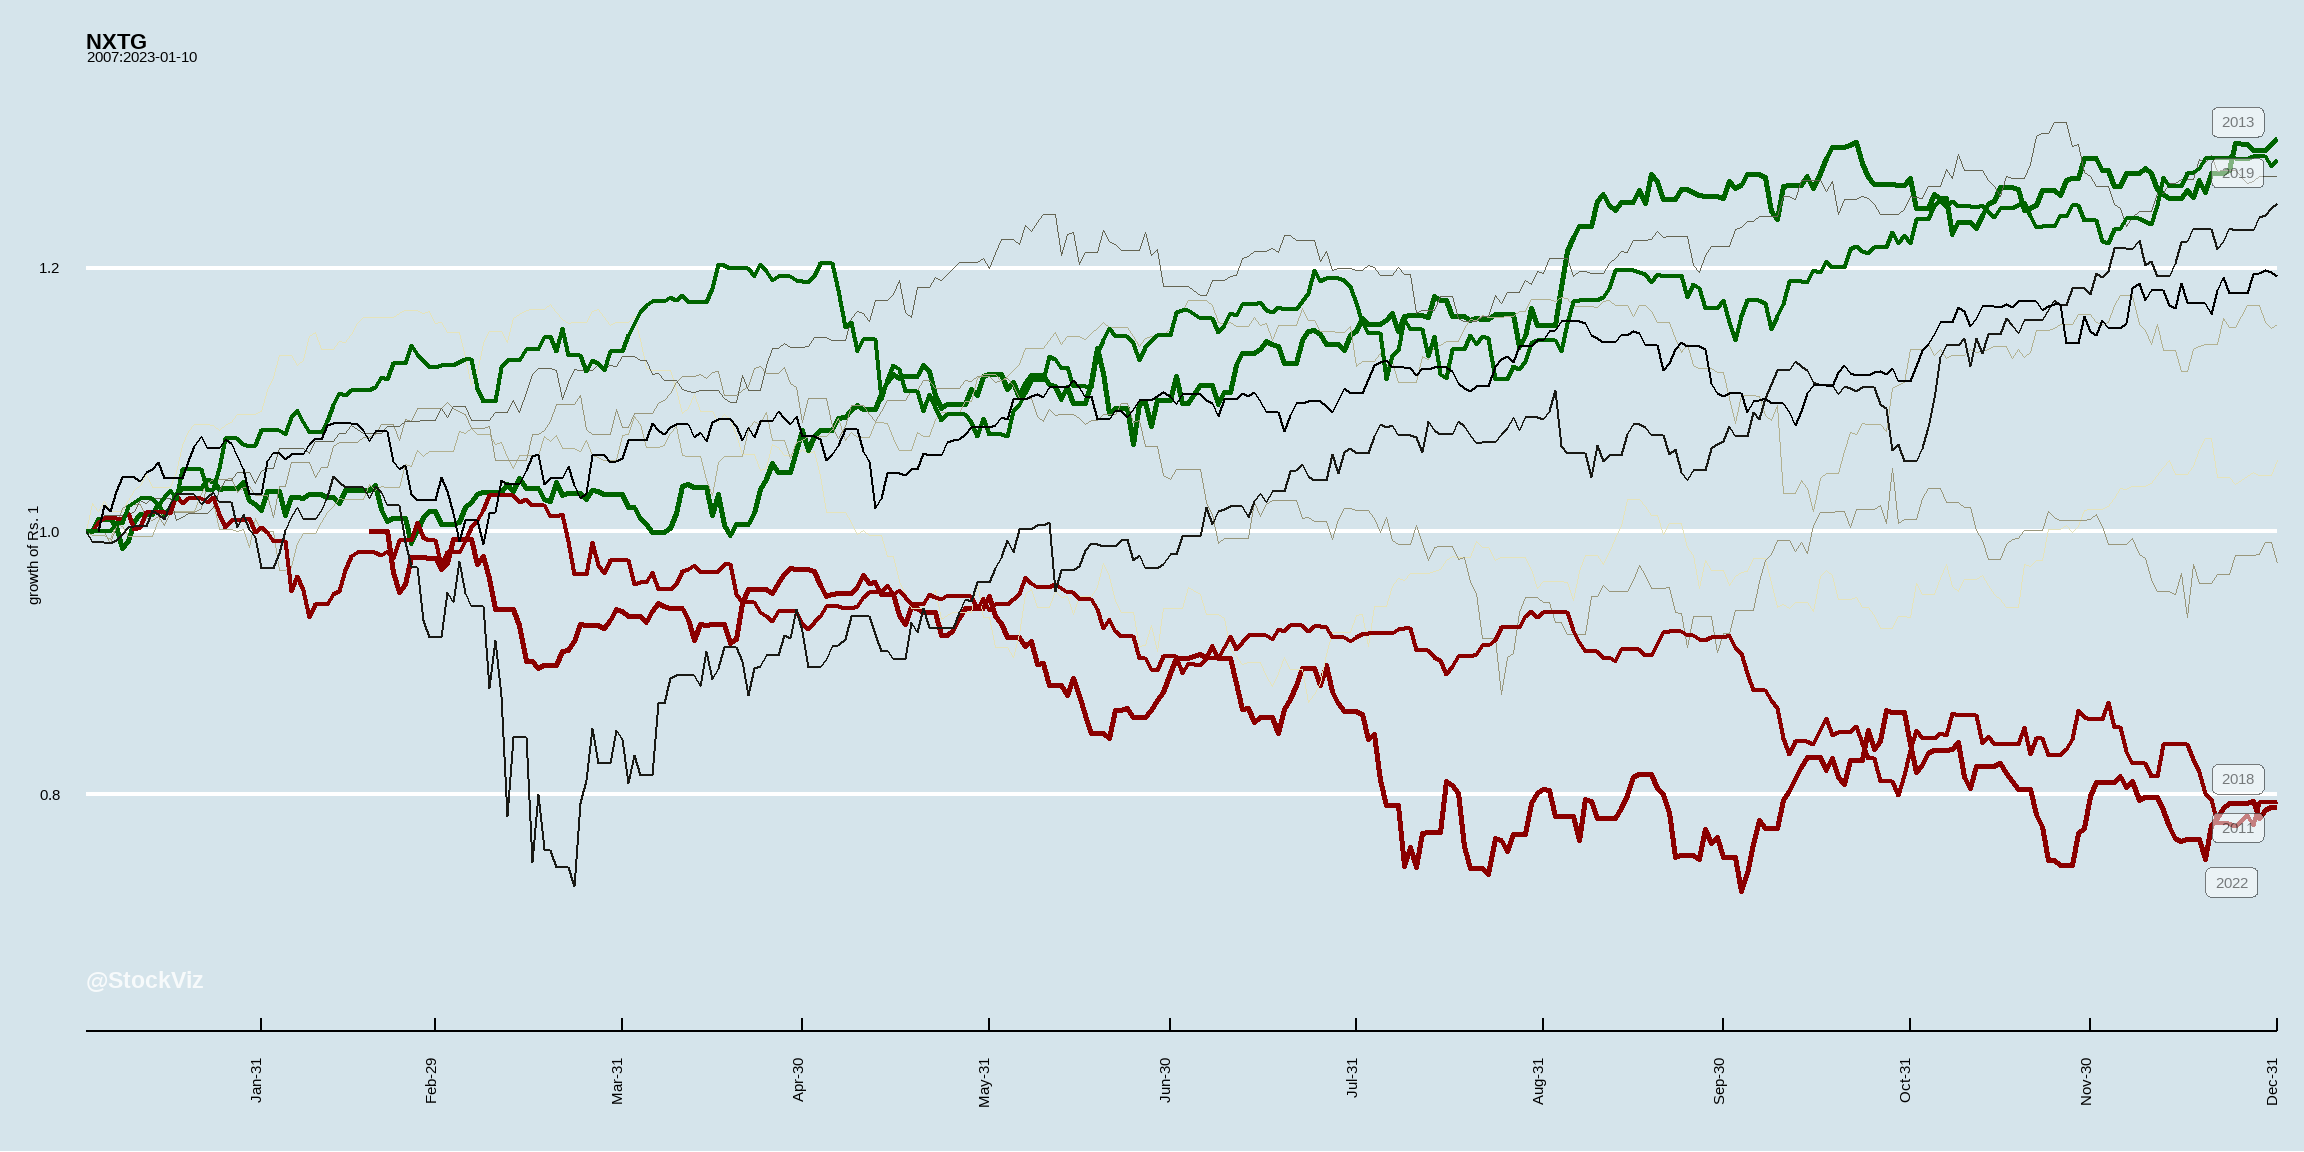 NXTG
2007:2023-01-10
2013
2019
1.2
growth of Rs. 1
1.0
0.8
2018
2011
2022
@StockViz
Jan-31
Feb-29
Mar-31
Apr-30
May-31
Jun-30
Jul-31
Aug-31
Sep-30
Oct-31
Nov-30
Dec-31